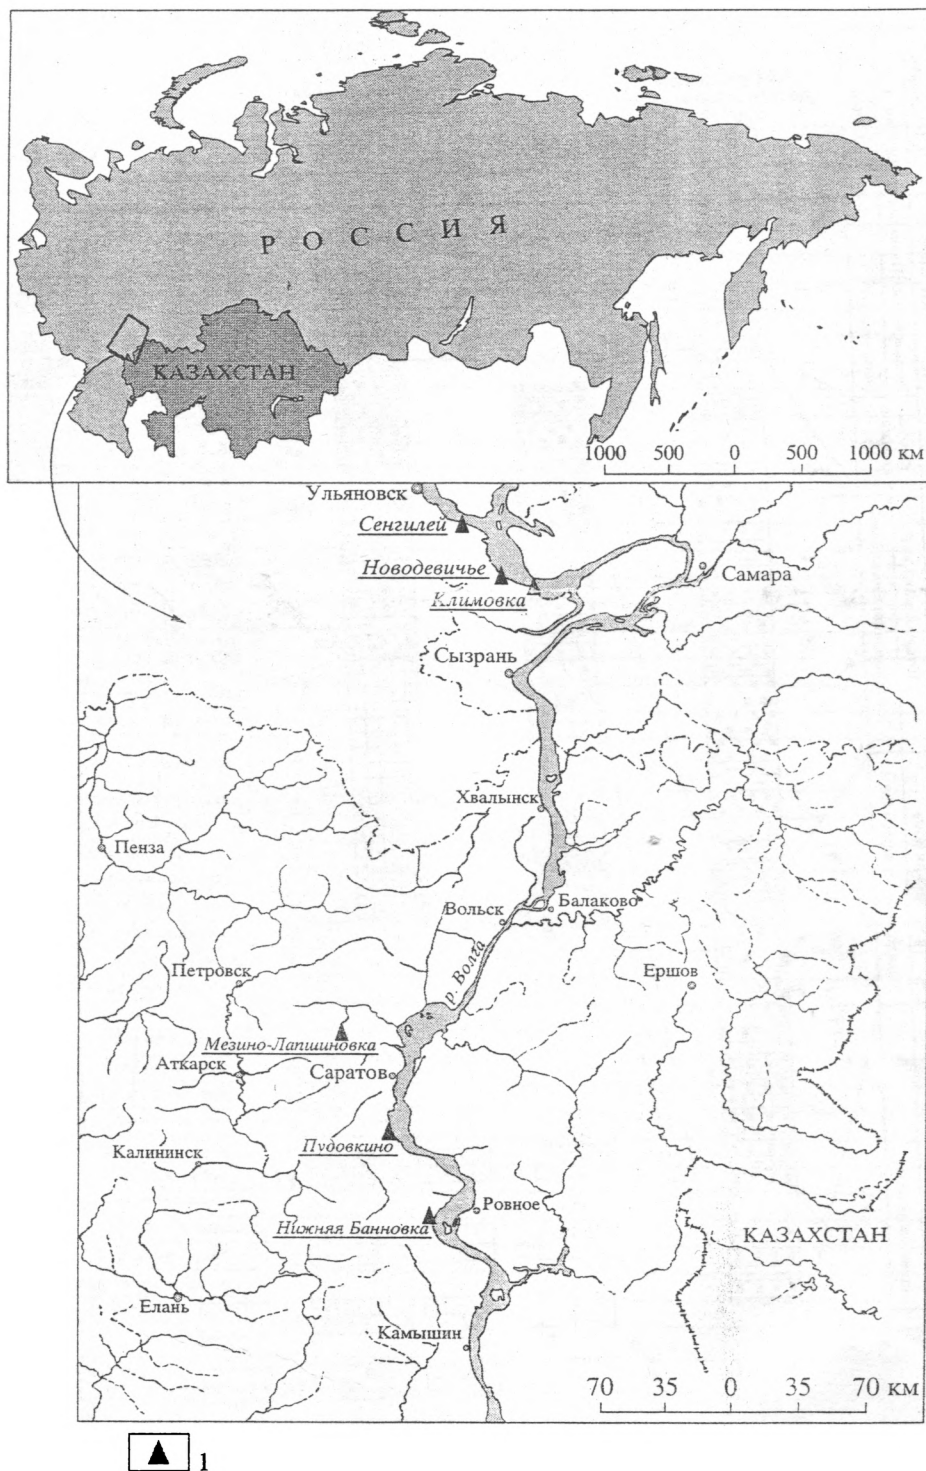 РОССИЯ
КАЗАХСТАН
1000 500 0 500 1000 км
Ульяновск
Сенгилей
Новодевичье
Климовка
Самара
Сызрань
Хвалынск
Пенза
Балаково
Вольск
р. Волга
Петровск
Ершов
Мезино-Лапшиновка
Аткарск
Саратов
Пудовкино
Калининск
Ровное
Нижняя Банновка
КАЗАХСТАН
Елань
Камышин
70 35 0 35 70 км
1